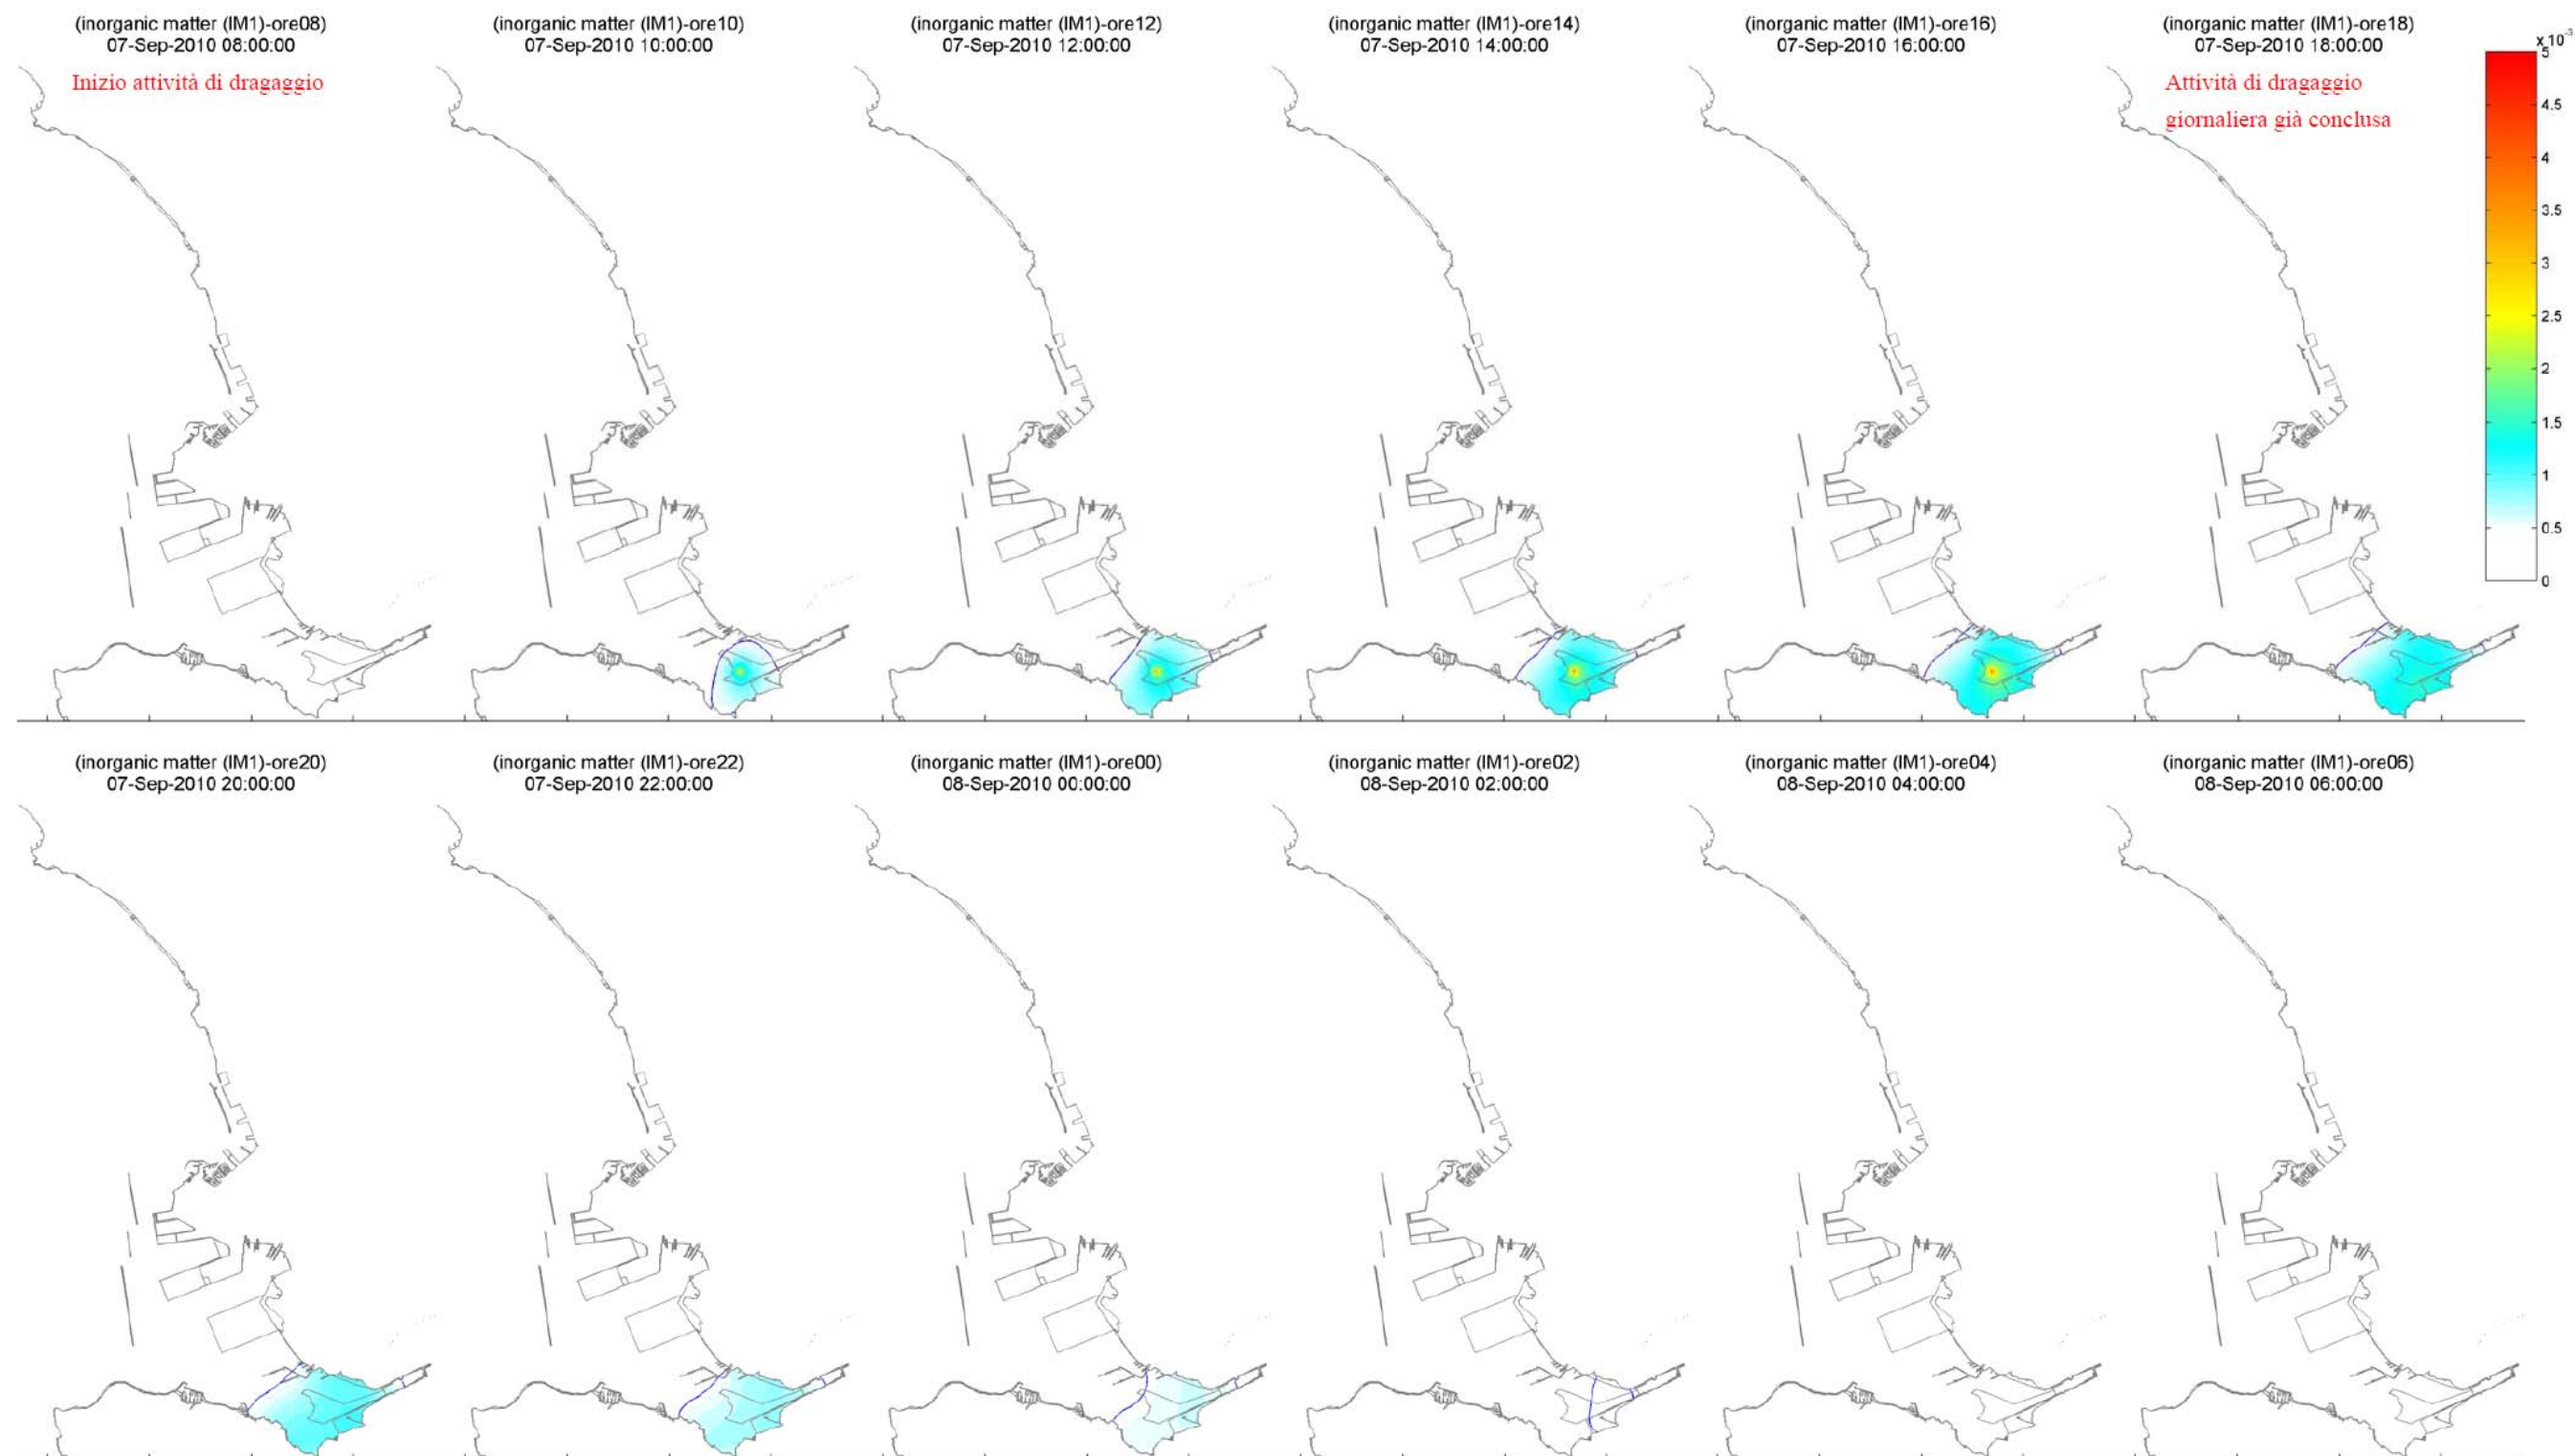 (inorganic matter (IM1)-ore08)
07-Sep-2010 08:00:00
Inizio attività di dragaggio
(inorganic matter (IM1)-ore10)
07-Sep-2010 10:00:00
(inorganic matter (IM1)-ore12)
07-Sep-2010 12:00:00
(inorganic matter (IM1)-ore14)
07-Sep-2010 14:00:00
(inorganic matter (IM1)-ore16)
07-Sep-2010 16:00:00
(inorganic matter (IM1)-ore18)
07-Sep-2010 18:00:00
Attività di dragaggio
giornaliera già conclusa
x 10⁻³
5
4.5
4
3.5
3
2.5
2
1.5
1
0.5
0
(inorganic matter (IM1)-ore20)
07-Sep-2010 20:00:00
(inorganic matter (IM1)-ore22)
07-Sep-2010 22:00:00
(inorganic matter (IM1)-ore00)
08-Sep-2010 00:00:00
(inorganic matter (IM1)-ore02)
08-Sep-2010 02:00:00
(inorganic matter (IM1)-ore04)
08-Sep-2010 04:00:00
(inorganic matter (IM1)-ore06)
08-Sep-2010 06:00:00